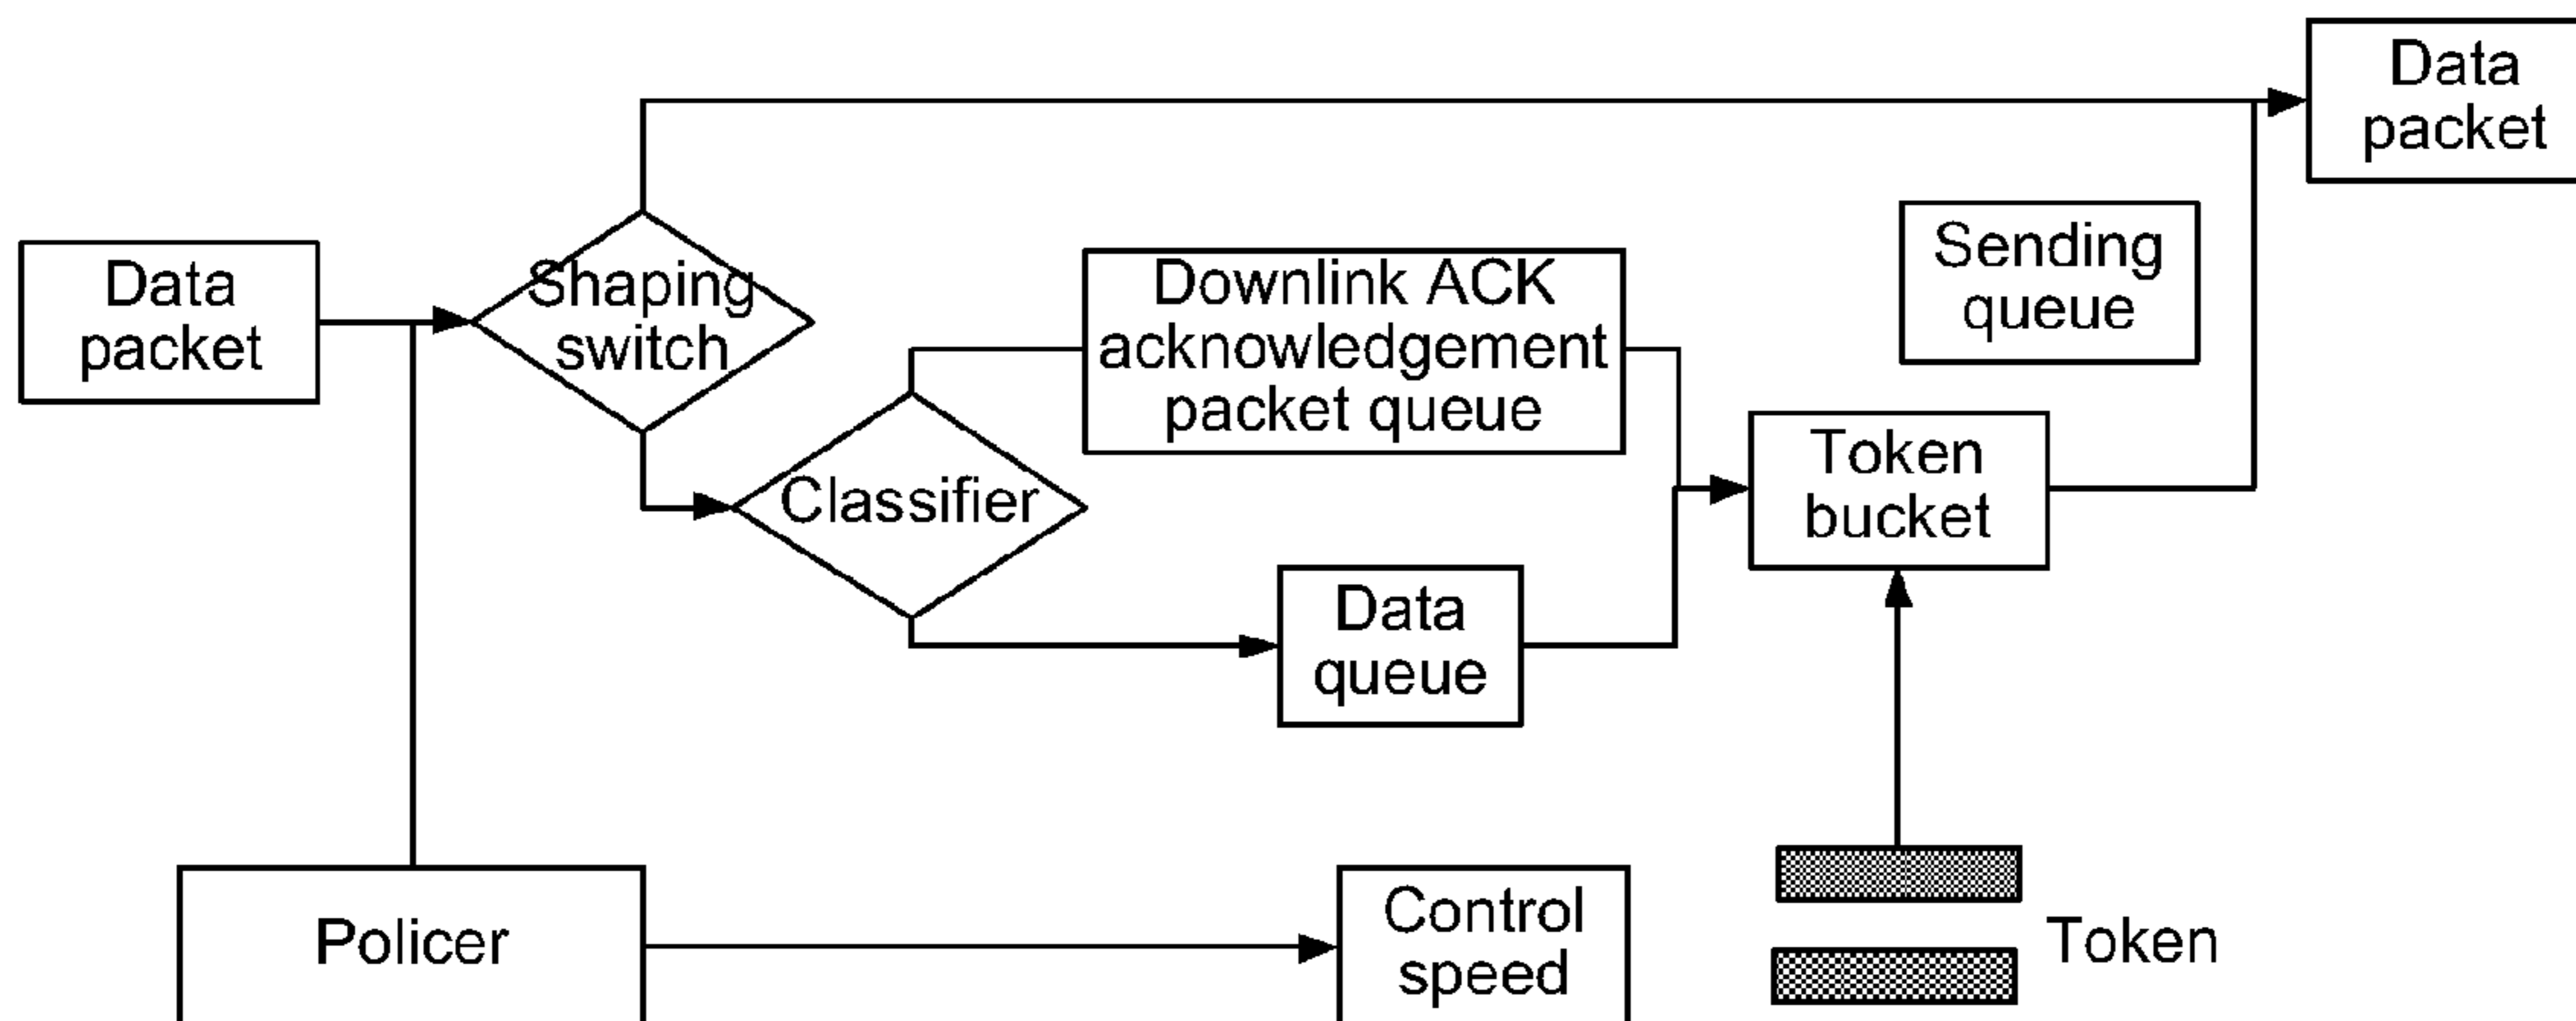 Data
packet
Data
packet
Shaping
switch
Downlink ACK
acknowledgement
packet queue
Sending
queue
Classifier
Token
bucket
Data
queue
Policer
Control
speed
Token